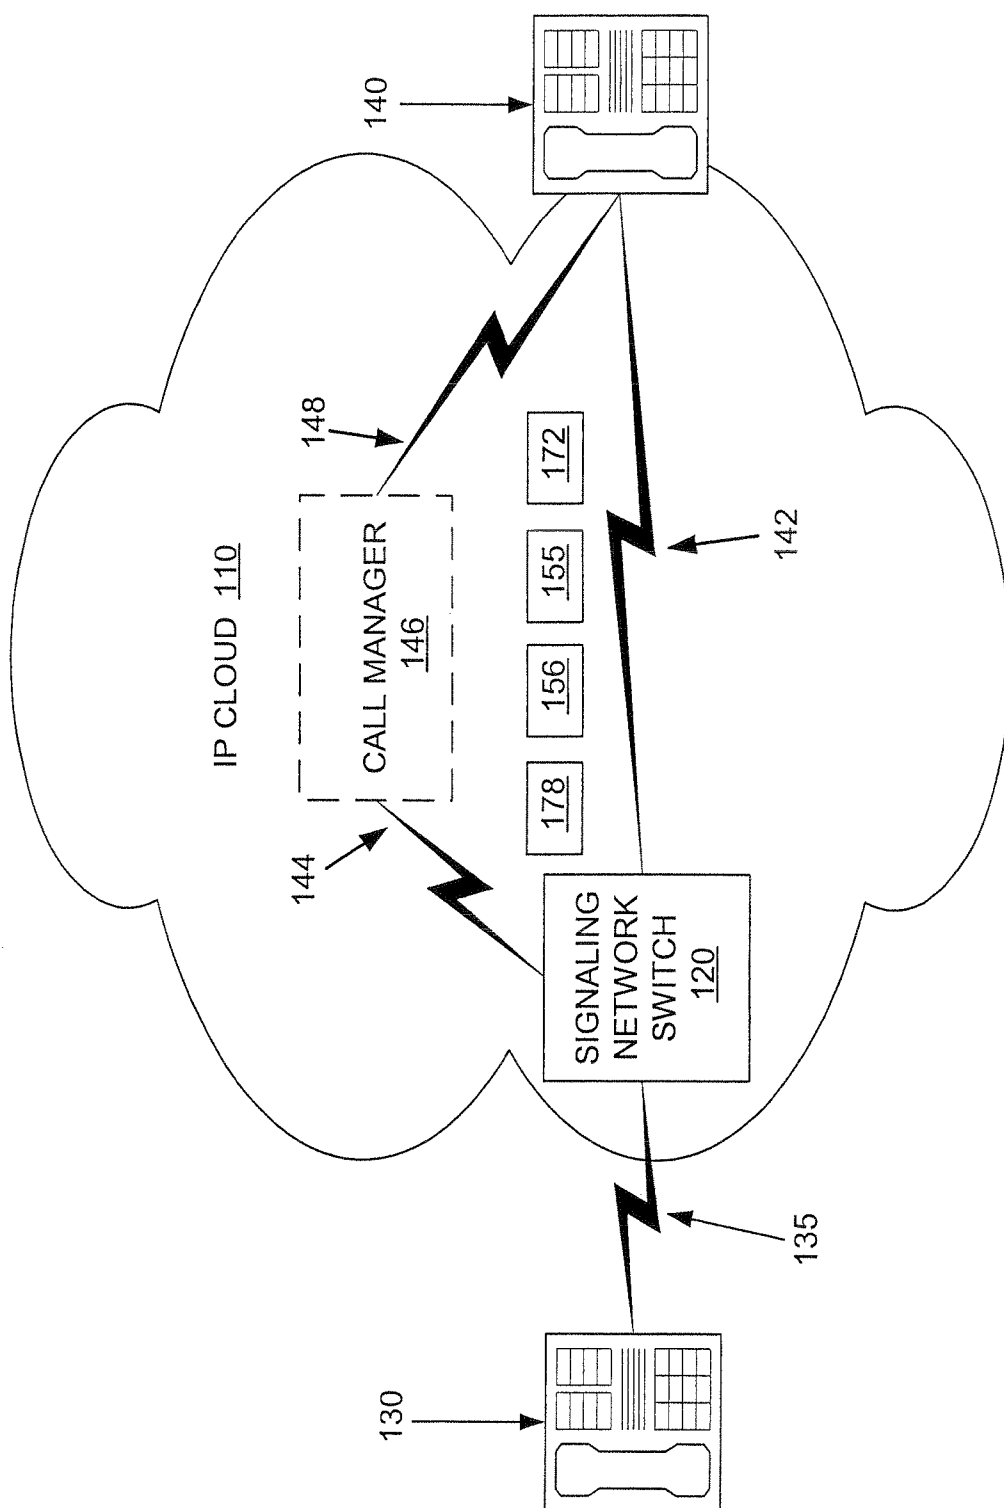 IP CLOUD 110
140
148
CALL MANAGER
146
144
178
156
155
172
SIGNALING
NETWORK
SWITCH
120
142
130
135